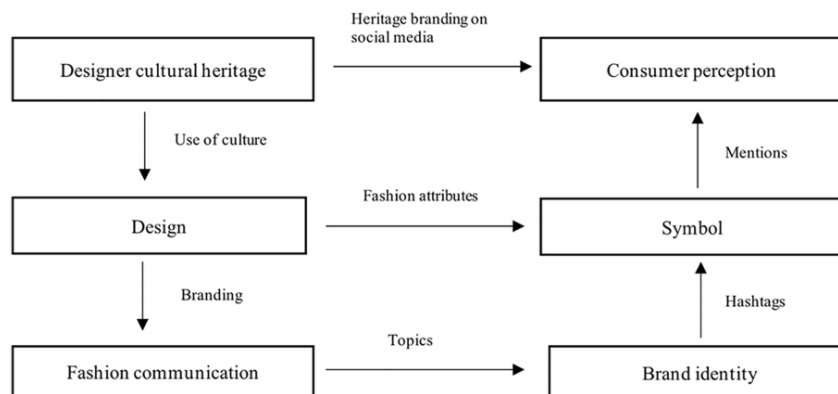 Heritage branding on
social media
Designer cultural heritage
Consumer perception
Use of culture
Mentions
Fashion attributes
Design
Symbol
Branding
Hashtags
Topics
Fashion communication
Brand identity